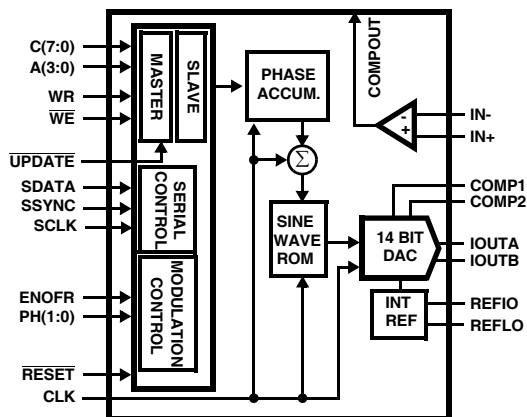 C(7:0)
A(3:0)
WR
WE
UPDATE
SDATA
SSYNC
SCLK
ENOFR
PH(1:0)
RESET
CLK
MASTER
SLAVE
SERIAL
CONTROL
MODULATION
CONTROL
PHASE
ACCUM.
Σ
SINE
WAVE
ROM
14 BIT
DAC
INT
REF
COMPOUT
-
+
IN-
IN+
COMP1
COMP2
IOUTA
IOUTB
REFIO
REFLO